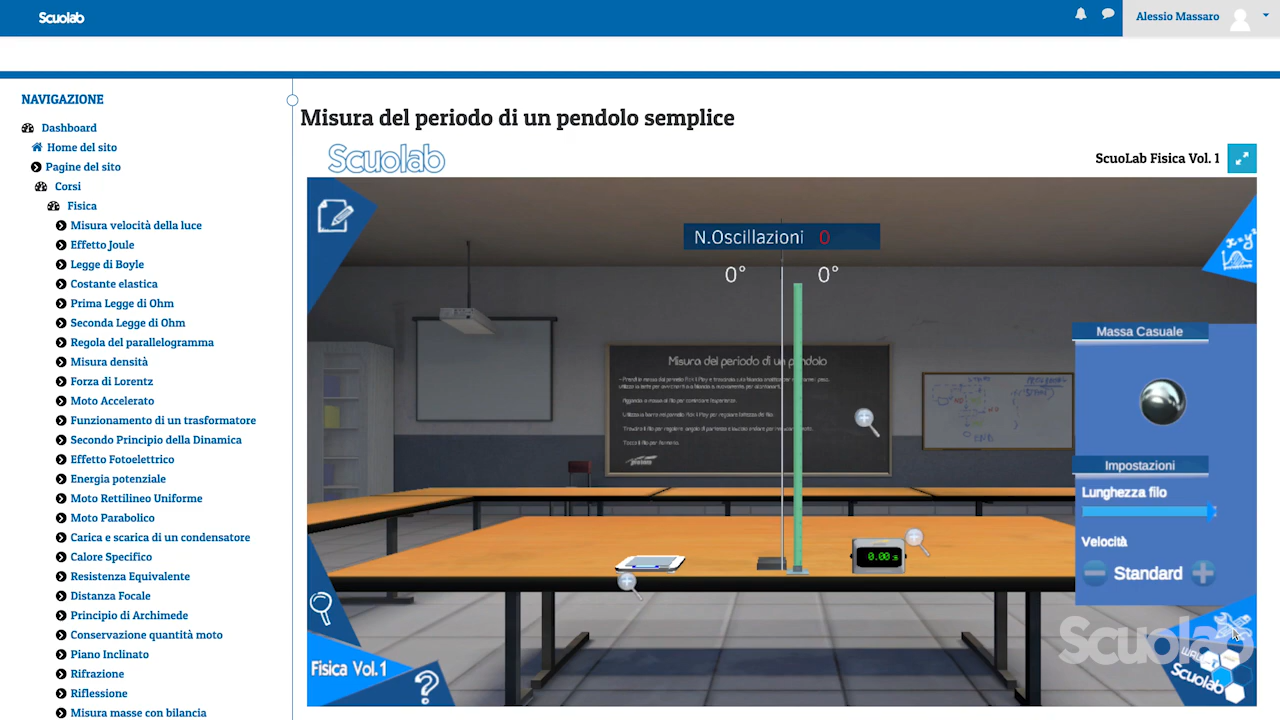 Scuolab
Alessio Massaro
NAVIGAZIONE
Dashboard
Home del sito
Pagine del sito
Corsi
Fisica
Misura velocità della luce
Effetto Joule
Legge di Boyle
Costante elastica
Prima Legge di Ohm
Seconda Legge di Ohm
Regola del parallelogramma
Misura densità
Forza di Lorentz
Moto Accelerato
Funzionamento di un trasformatore
Secondo Principio della Dinamica
Effetto Fotoelettrico
Energia potenziale
Moto Rettilineo Uniforme
Moto Parabolico
Carica e scarica di un condensatore
Calore Specifico
Resistenza Equivalente
Distanza Focale
Principio di Archimede
Conservazione quantità moto
Piano Inclinato
Rifrazione
Riflessione
Misura masse con bilancia
Misura del periodo di un pendolo semplice
Scuolab
ScuoLab Fisica Vol. 1
N.Oscillazioni 0
0° 0°
x=y²
Misura del periodo di un pendolo
Massa Casuale
Impostazioni
Lunghezza filo
Velocità
Standard
0.00 s
Fisica Vol.1
?
Scuolab
Scuolab